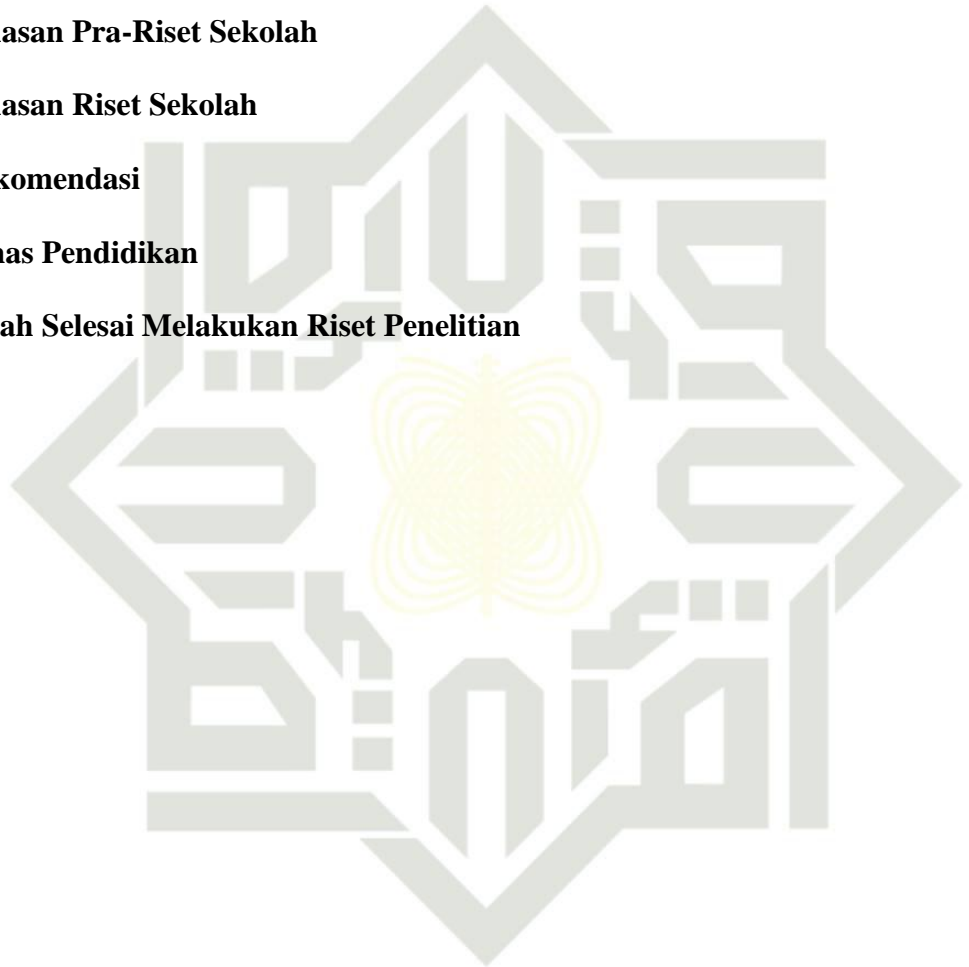 asan Pra-Riset Sekolah
asan Riset Sekolah
komendasi
nas Pendidikan
ah Selesai Melakukan Riset Penelitian